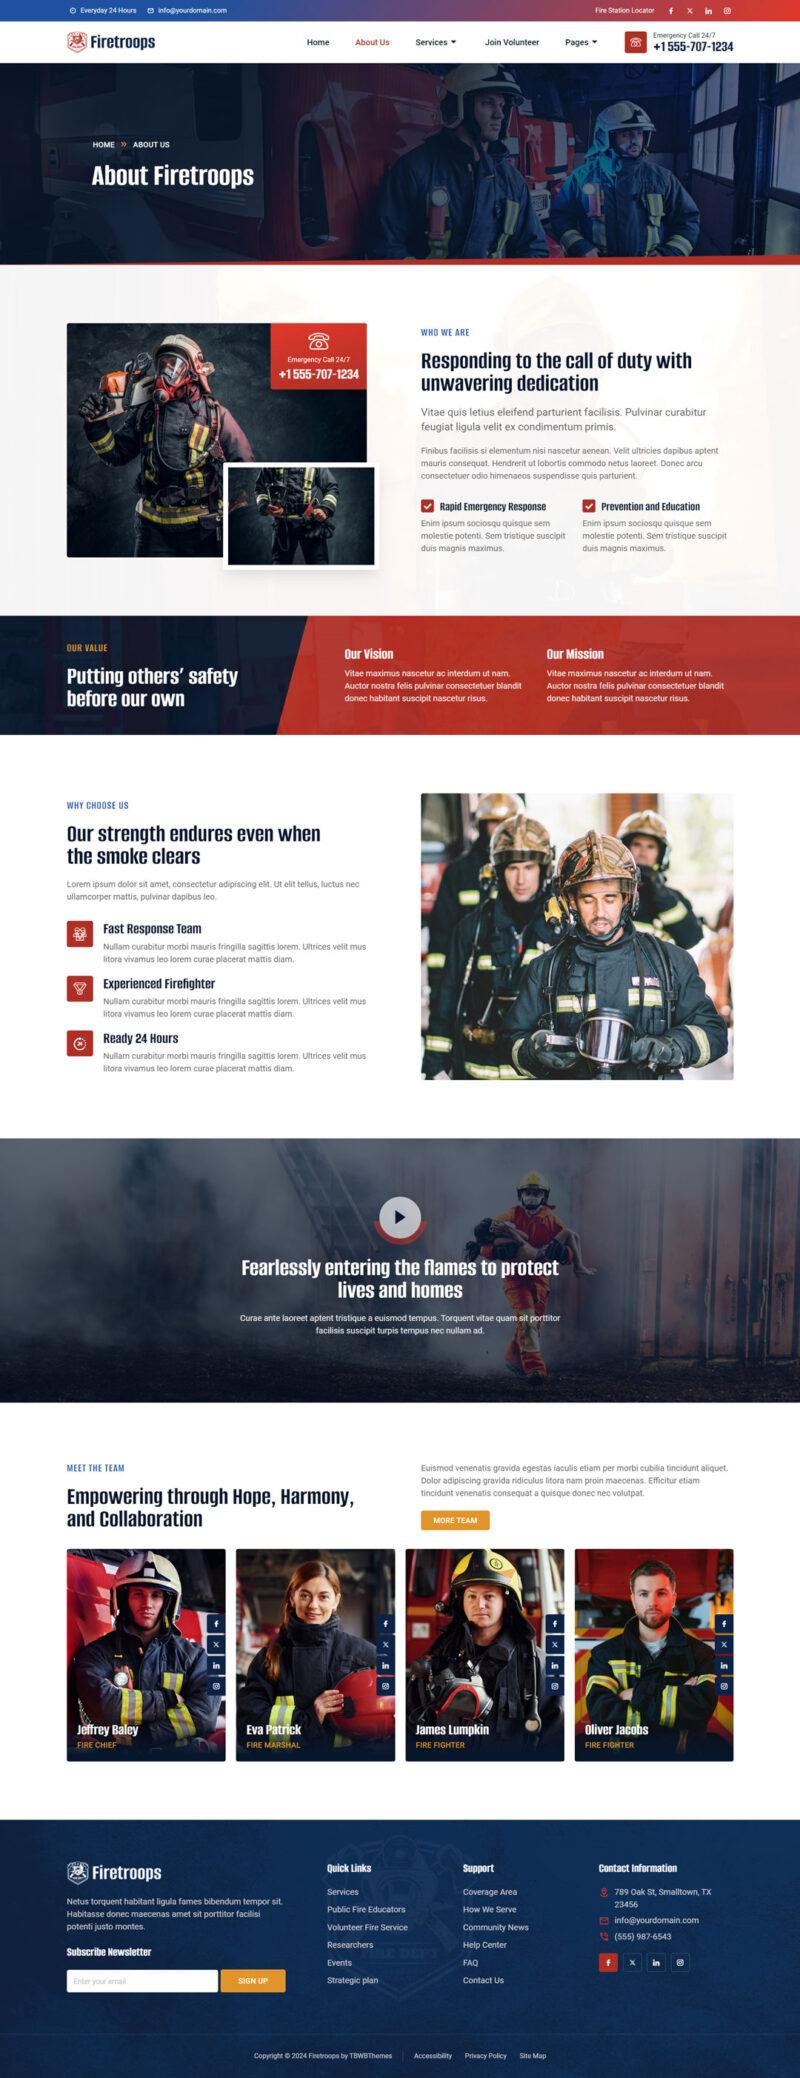 Everyday 24 Hours
info@yourdomain.com
Fire Station Locator
Firetroops
Home
About Us
Services
Join Volunteer
Pages
Emergency Call 24/7
+1 555-707-1234
HOME » ABOUT US
About Firetroops
Emergency Call 24/7
+1 555-707-1234
WHO WE ARE
Responding to the call of duty with
unwavering dedication
Vitae quis letius eleifend parturient facilisis. Pulvinar curabitur
feugiat ligula velit ex condimentum primis.
Finibus facilisis si elementum nisi nascetur aenean. Velit ultricies dapibus aptent
mauris consequat. Hendrerit ut lobortis commodo netus laoreet. Donec arcu
consectetuer odio himenaeos suspendisse quis parturient.
Rapid Emergency Response
Enim ipsum sociosqu quisque sem
molestie potenti. Sem tristique suscipit
duis magnis maximus.
Prevention and Education
Enim ipsum sociosqu quisque sem
molestie potenti. Sem tristique suscipit
duis magnis maximus.
OUR VALUE
Putting others' safety
before our own
Our Vision
Vitae maximus nascetur ac interdum ut nam.
Auctor nostra felis pulvinar consectetuer blandit
donec habitant suscipit nascetur risus.
Our Mission
Vitae maximus nascetur ac interdum ut nam.
Auctor nostra felis pulvinar consectetuer blandit
donec habitant suscipit nascetur risus.
WHY CHOOSE US
Our strength endures even when
the smoke clears
Lorem ipsum dolor sit amet, consectetur adipiscing elit. Ut elit tellus, luctus nec
ullamcorper mattis, pulvinar dapibus leo.
Fast Response Team
Nullam curabitur morbi mauris fringilla sagittis lorem. Ultrices velit mus
litora vivamus leo lorem curae placerat mattis diam.
Experienced Firefighter
Nullam curabitur morbi mauris fringilla sagittis lorem. Ultrices velit mus
litora vivamus leo lorem curae placerat mattis diam.
Ready 24 Hours
Nullam curabitur morbi mauris fringilla sagittis lorem. Ultrices velit mus
litora vivamus leo lorem curae placerat mattis diam.
Fearlessly entering the flames to protect
lives and homes
Curae ante laoreet aptent tristique a euismod tempus. Torquent vitae quam sit porttitor
facilisis suscipit turpis tempus nec nullam ad.
MEET THE TEAM
Empowering through Hope, Harmony,
and Collaboration
Euismod venenatis gravida egestas iaculis etiam per morbi cubilia tincidunt aliquet.
Dolor adipiscing gravida ridiculus litora nam proin maecenas. Efficitur etiam
tincidunt venenatis consequat a quisque donec nec volutpat.
MORE TEAM
Jeffrey Baley
FIRE CHIEF
Eva Patrick
FIRE MARSHAL
James Lumpkin
FIRE FIGHTER
Oliver Jacobs
FIRE FIGHTER
Firetroops
Netus torquent habitant ligula fames bibendum tempor sit.
Habitasse donec maecenas amet sit porttitor facilisi
potenti justo montes.
Subscribe Newsletter
Enter your email
SIGN UP
Quick Links
Services
Public Fire Educators
Volunteer Fire Service
Researchers
Events
Strategic plan
Support
Coverage Area
How We Serve
Community News
Help Center
FAQ
Contact Us
Contact Information
789 Oak St, Smalltown, TX
23456
info@yourdomain.com
(555) 987-6543
Copyright © 2024 Firetroops by TBWBThemes
Accessibility
Privacy Policy
Site Map